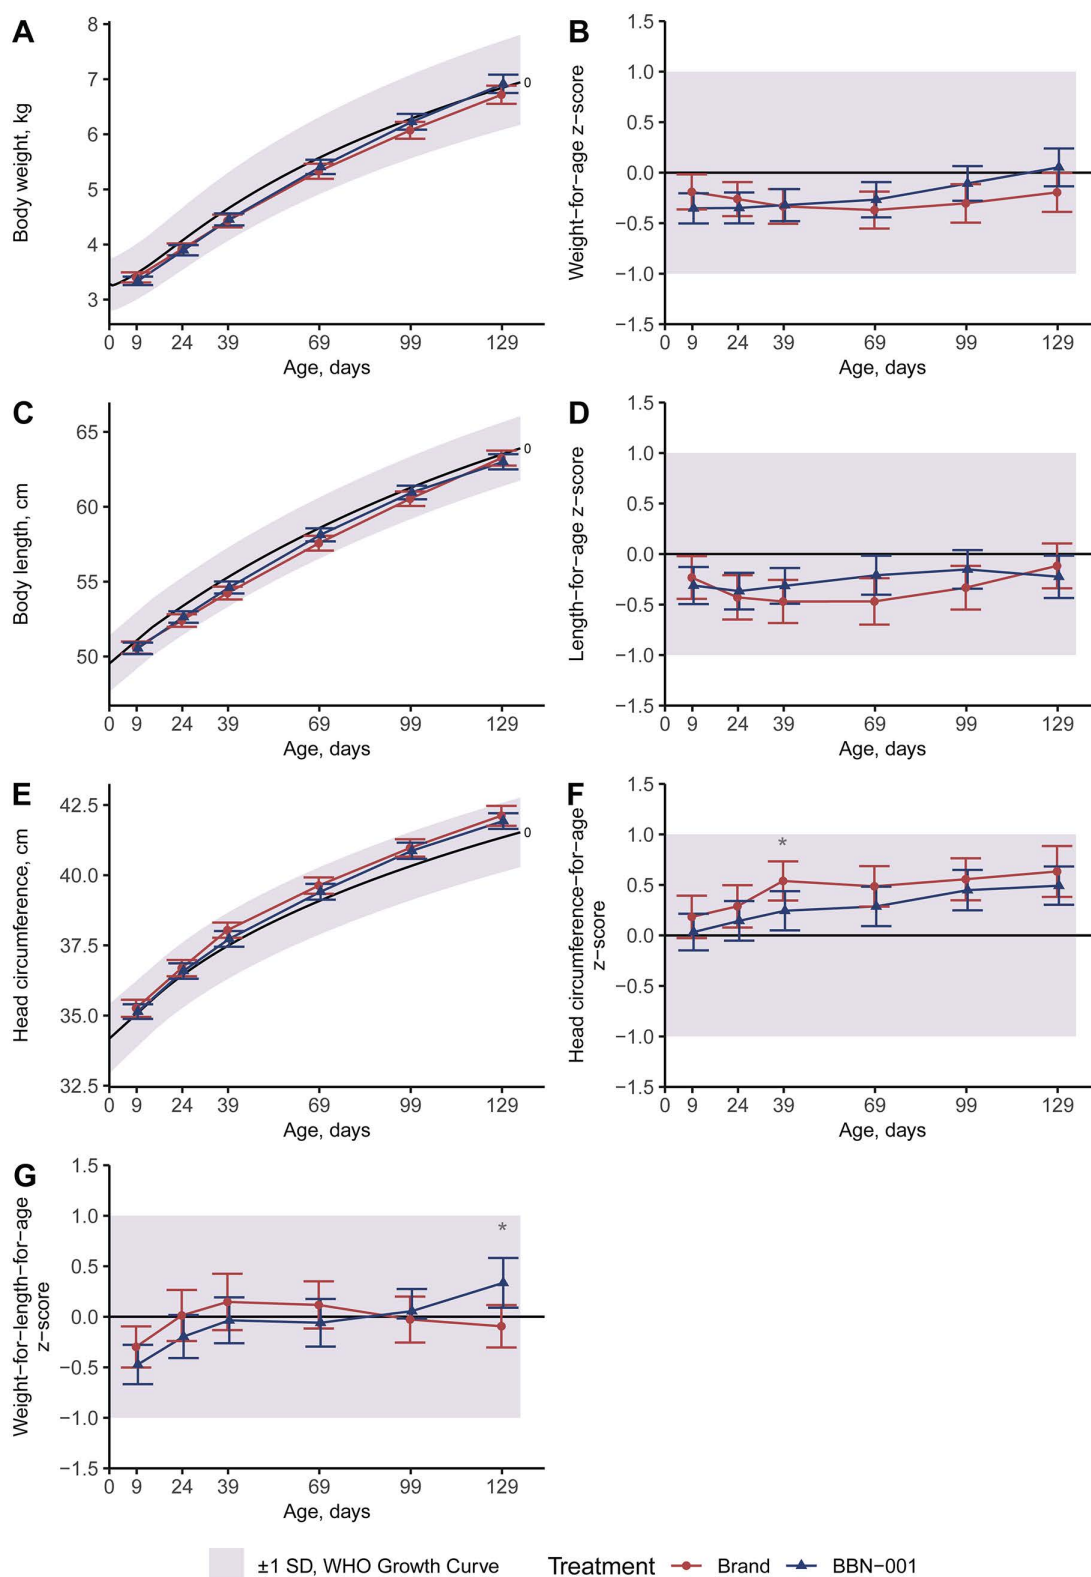 A
Body weight, kg
8
7
6
5
4
3
0
0 9 24 39 69 99 129
Age, days
B
Weight−for−age z−score
1.5
1.0
0.5
0.0
−0.5
−1.0
−1.5
0 9 24 39 69 99 129
Age, days
C
Body length, cm
65
60
55
50
0
0 9 24 39 69 99 129
Age, days
D
Length−for−age z−score
1.5
1.0
0.5
0.0
−0.5
−1.0
−1.5
0 9 24 39 69 99 129
Age, days
E
Head circumference, cm
42.5
40.0
37.5
35.0
32.5
0
0 9 24 39 69 99 129
Age, days
F
Head circumference−for−age
z−score
1.5
1.0
0.5
0.0
−0.5
−1.0
−1.5
*
0 9 24 39 69 99 129
Age, days
G
Weight−for−length−for−age
z−score
1.5
1.0
0.5
0.0
−0.5
−1.0
−1.5
*
0 9 24 39 69 99 129
Age, days
±1 SD, WHO Growth Curve Treatment Brand BBN−001